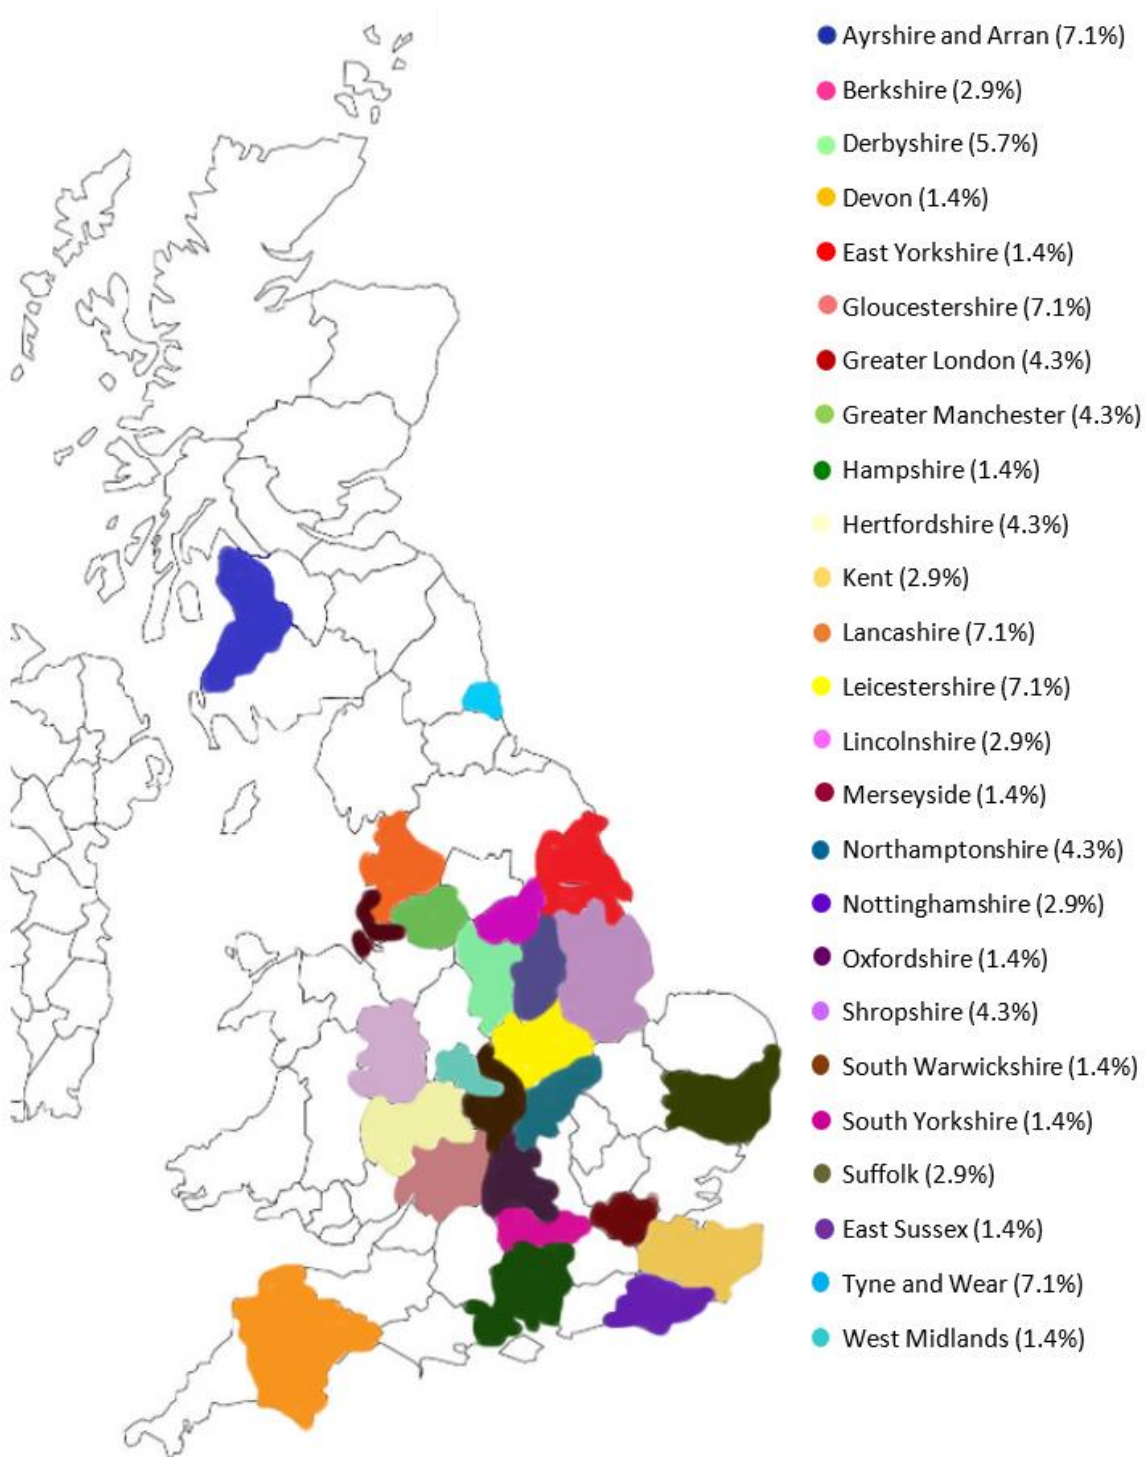 Ayrshire and Arran (7.1%)
Berkshire (2.9%)
Derbyshire (5.7%)
Devon (1.4%)
East Yorkshire (1.4%)
Gloucestershire (7.1%)
Greater London (4.3%)
Greater Manchester (4.3%)
Hampshire (1.4%)
Hertfordshire (4.3%)
Kent (2.9%)
Lancashire (7.1%)
Leicestershire (7.1%)
Lincolnshire (2.9%)
Merseyside (1.4%)
Northamptonshire (4.3%)
Nottinghamshire (2.9%)
Oxfordshire (1.4%)
Shropshire (4.3%)
South Warwickshire (1.4%)
South Yorkshire (1.4%)
Suffolk (2.9%)
East Sussex (1.4%)
Tyne and Wear (7.1%)
West Midlands (1.4%)